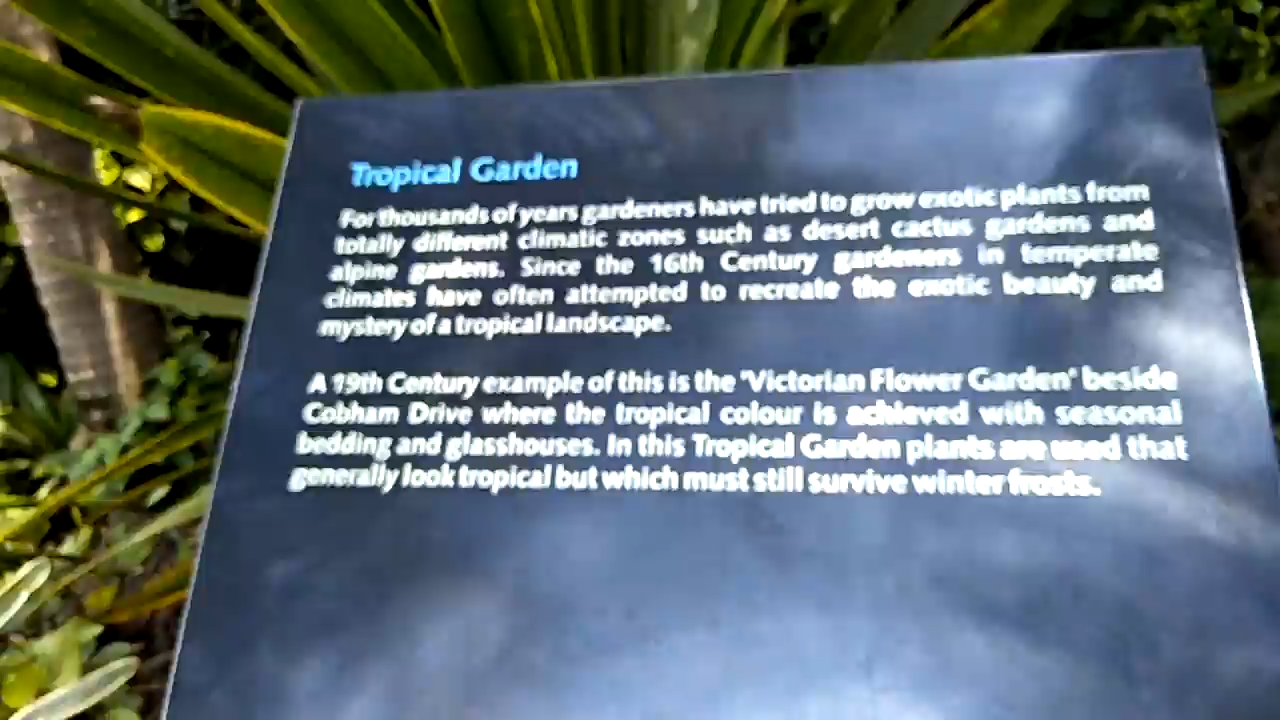 Tropical Garden
For thousands of years gardeners have tried to grow exotic plants from
totally different climatic zones such as desert cactus gardens and
alpine gardens. Since the 16th Century gardeners in temperate
climates have often attempted to recreate the exotic beauty and
mystery of a tropical landscape.
A 19th Century example of this is the 'Victorian Flower Garden' beside
Cobham Drive where the tropical colour is achieved with seasonal
bedding and glasshouses. In this Tropical Garden plants are used that
generally look tropical but which must still survive winter frosts.